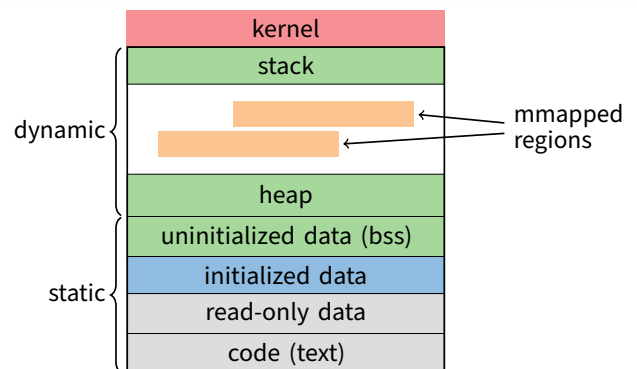 kernel
stack
dynamic
mmapped
regions
heap
uninitialized data (bss)
initialized data
static
read-only data
code (text)